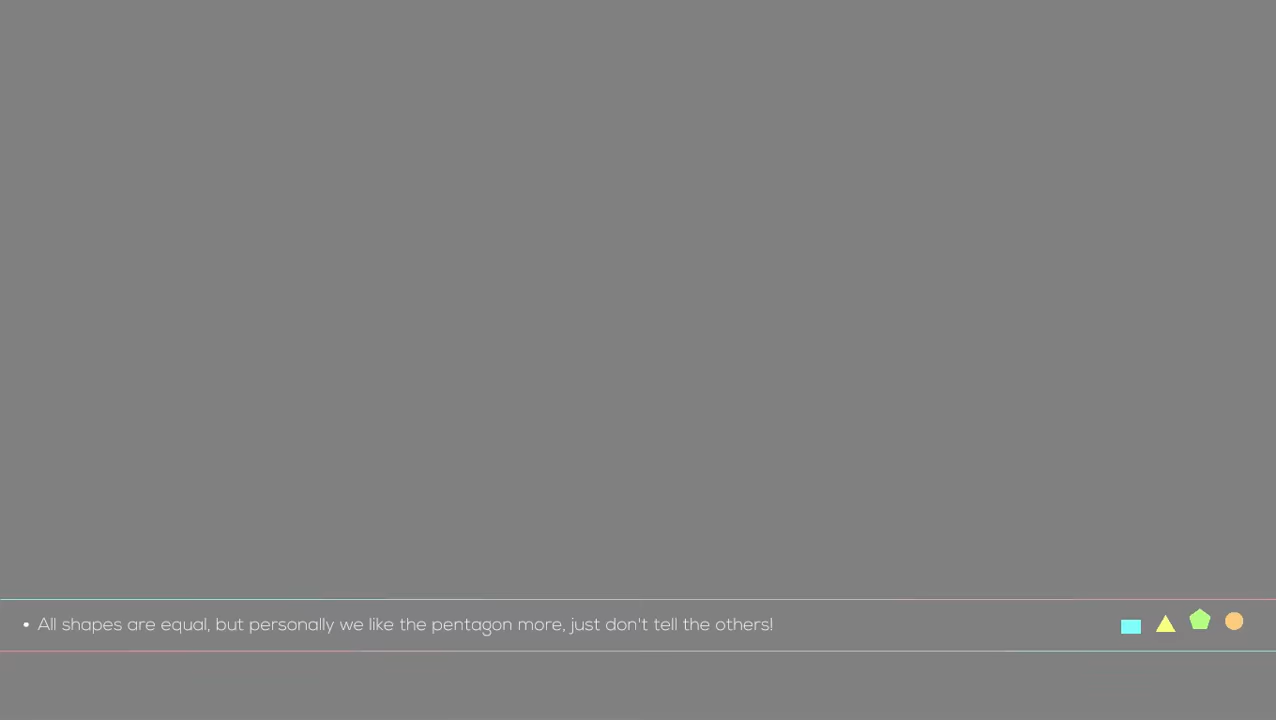 • All shapes are equal, but personally we like the pentagon more, just don't tell the others!